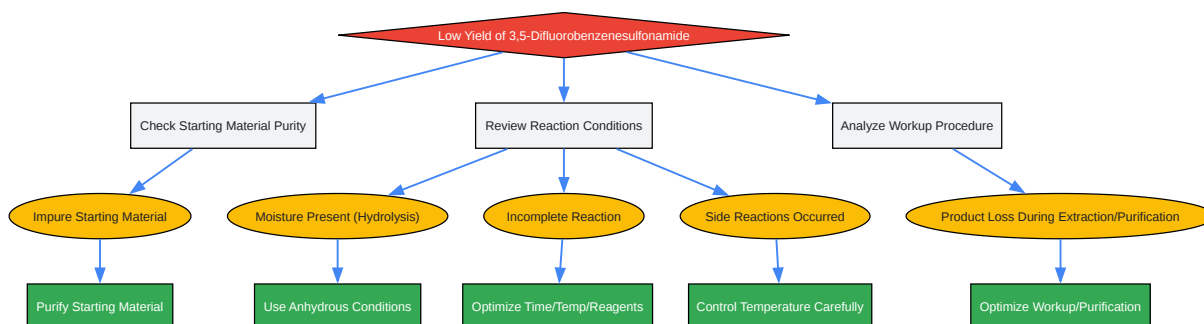 Low Yield of 3,5-Difluorobenzenesulfonamide
Check Starting Material Purity
Review Reaction Conditions
Analyze Workup Procedure
Impure Starting Material
Moisture Present (Hydrolysis)
Incomplete Reaction
Side Reactions Occurred
Product Loss During Extraction/Purification
Purify Starting Material
Use Anhydrous Conditions
Optimize Time/Temp/Reagents
Control Temperature Carefully
Optimize Workup/Purification